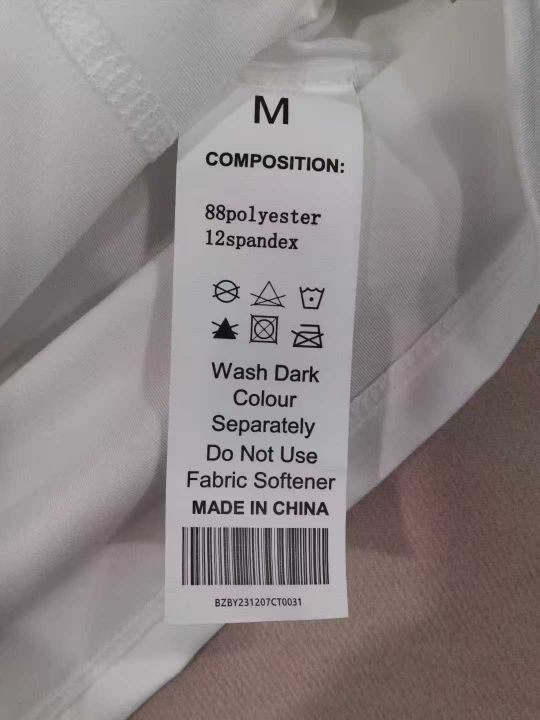 M
COMPOSITION:
88polyester
12spandex
Wash Dark
Colour
Separately
Do Not Use
Fabric Softener
MADE IN CHINA
BZBY231207CT0031